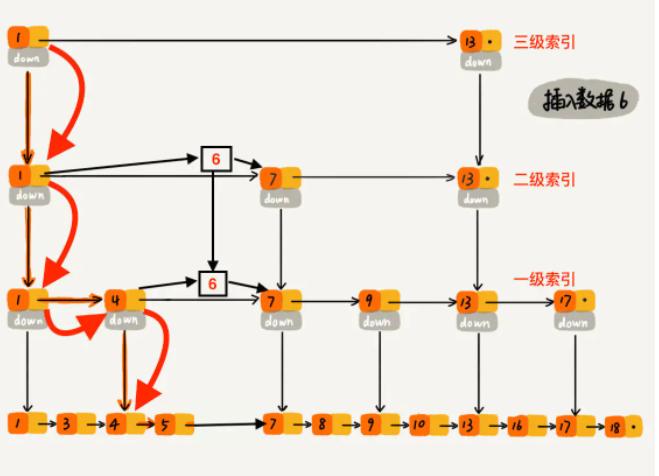 1 13 三级索引
down down
插入数据6
6
1 7 13 二级索引
down down down
6 一级索引
1 4 7 9 13 17
down down down down down down
1 3 4 5 7 8 9 10 13 16 17 18